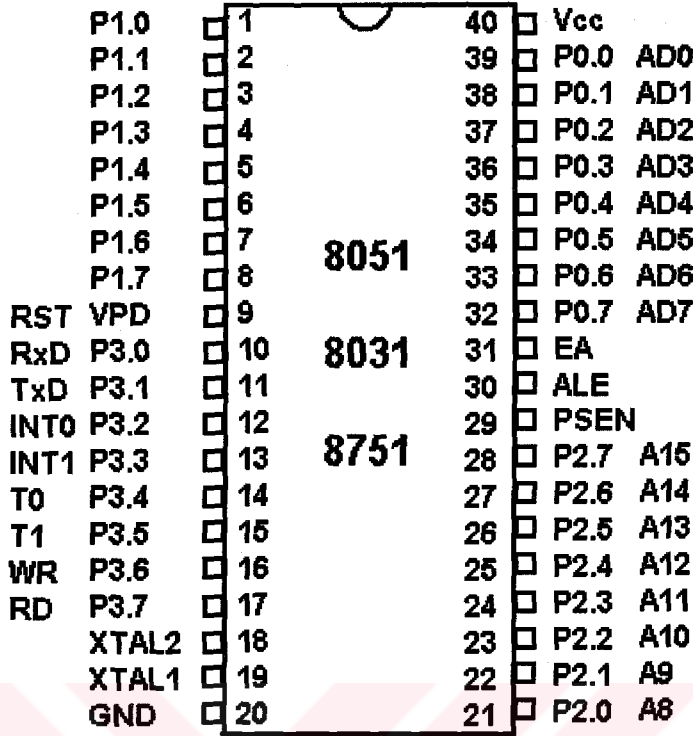 P1.0 1 40 Vcc
P1.1 2 39 P0.0 AD0
P1.2 3 38 P0.1 AD1
P1.3 4 37 P0.2 AD2
P1.4 5 36 P0.3 AD3
P1.5 6 35 P0.4 AD4
P1.6 7 34 P0.5 AD5
8051
P1.7 8 33 P0.6 AD6
RST VPD 9 32 P0.7 AD7
RxD P3.0 10 8031 31 EA
TxD P3.1 11 30 ALE
INT0 P3.2 12 29 PSEN
INT1 P3.3 13 8751 28 P2.7 A15
T0 P3.4 14 27 P2.6 A14
T1 P3.5 15 26 P2.5 A13
WR P3.6 16 25 P2.4 A12
RD P3.7 17 24 P2.3 A11
XTAL2 18 23 P2.2 A10
XTAL1 19 22 P2.1 A9
GND 20 21 P2.0 A8